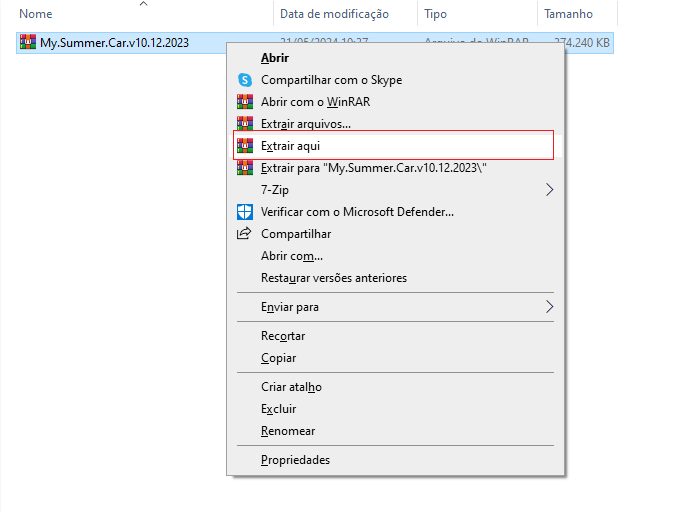 Nome Data de modificação Tipo Tamanho
My.Summer.Car.v10.12.2023 21/05/2024 19:27 Arquivo do WinRAR 274.240 KB
Abrir
Compartilhar com o Skype
Abrir com o WinRAR
Extrair arquivos...
Extrair aqui
Extrair para "My.Summer.Car.v10.12.2023\"
7-Zip
Verificar com o Microsoft Defender...
Compartilhar
Abrir com...
Restaurar versões anteriores
Enviar para
Recortar
Copiar
Criar atalho
Excluir
Renomear
Propriedades